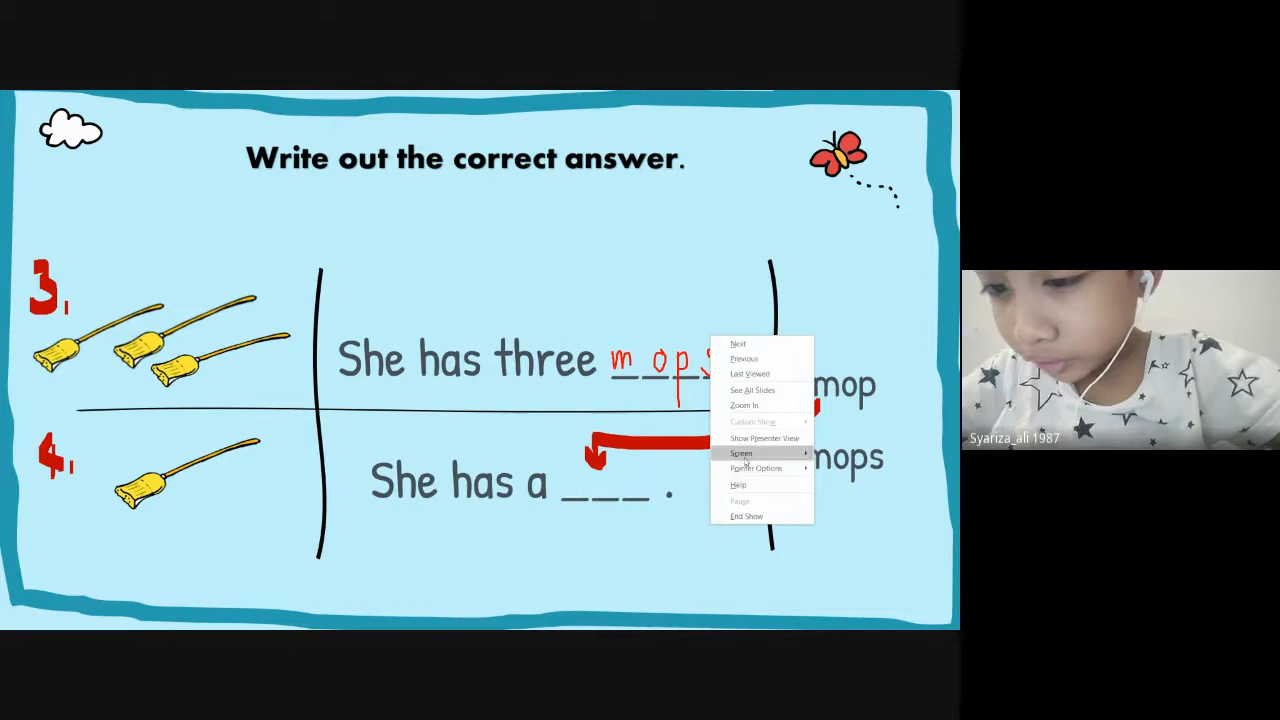 Write out the correct answer.
3.
She has three mops
mop
4.
She has a ___ .
mops
Next
Previous
Last Viewed
See All Slides
Zoom In
Custom Show
Show Presenter View
Screen
Pointer Options
Help
Pause
End Show
Syariza_ali 1987